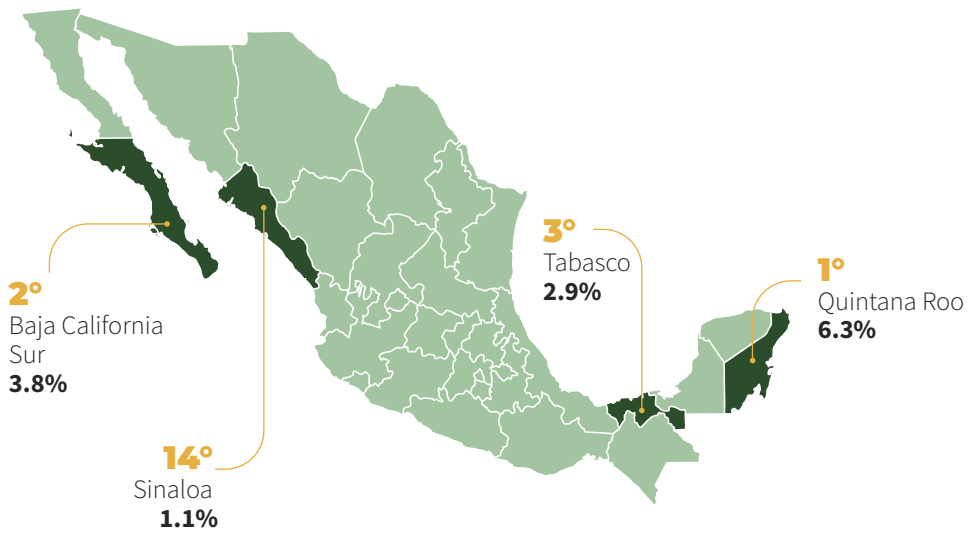 1°
Quintana Roo
6.3%
2°
Baja California
Sur
3.8%
3°
Tabasco
2.9%
14°
Sinaloa
1.1%